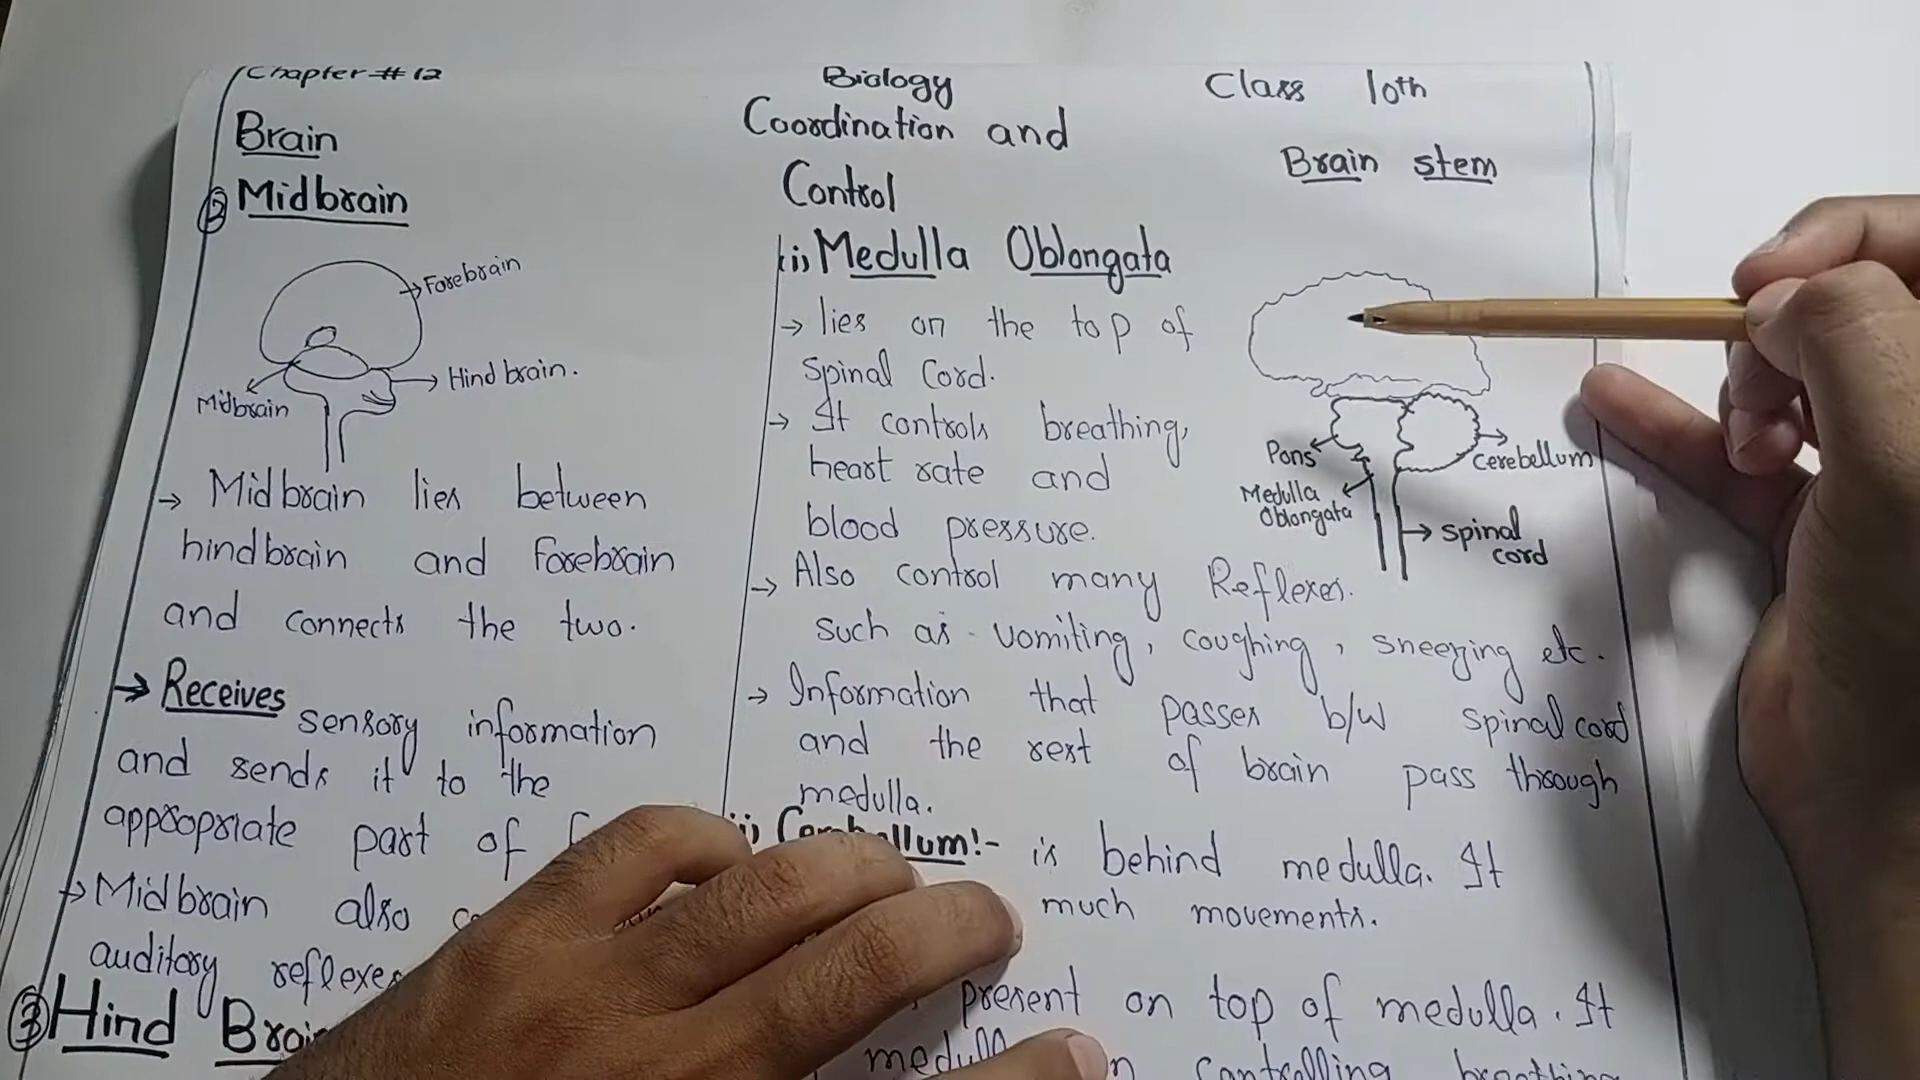 Chapter # 12
Biology
Class 10th
Brain
Coordination and
Control
Brain stem
② Midbrain
Forebrain
Hind brain.
Midbrain
→ Midbrain lies between
hindbrain and Forebrain
and connects the two.
→ Receives sensory information
and sends it to the
appropriate part of
→ Midbrain also
auditory reflexes
③ Hind Brain
i) Medulla Oblongata
→ lies on the top of
spinal Cord.
→ It controls breathing,
heart rate and
blood pressure.
→ Also control many Reflexes.
such as - vomiting, coughing, sneezing etc.
→ Information that passes b/w spinal cord
and the rest of brain pass through
medulla.
ii) Cerebellum:- is behind medulla. It
much movements.
present on top of medulla. It
controlling breathing
Pons
Cerebellum
Medulla
Oblongata
spinal
cord